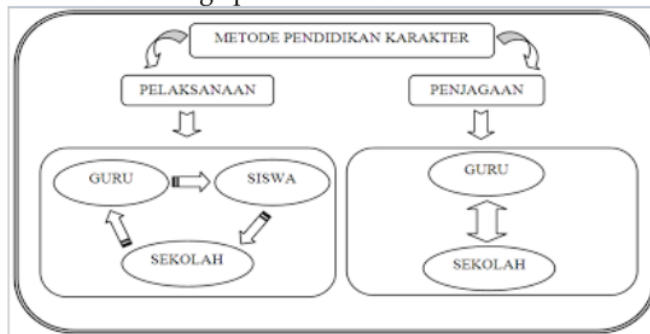 METODE PENDIDIKAN KARAKTER
PELAKSANAAN
PENJAGAAN
GURU
SISWA
SEKOLAH
GURU
SEKOLAH